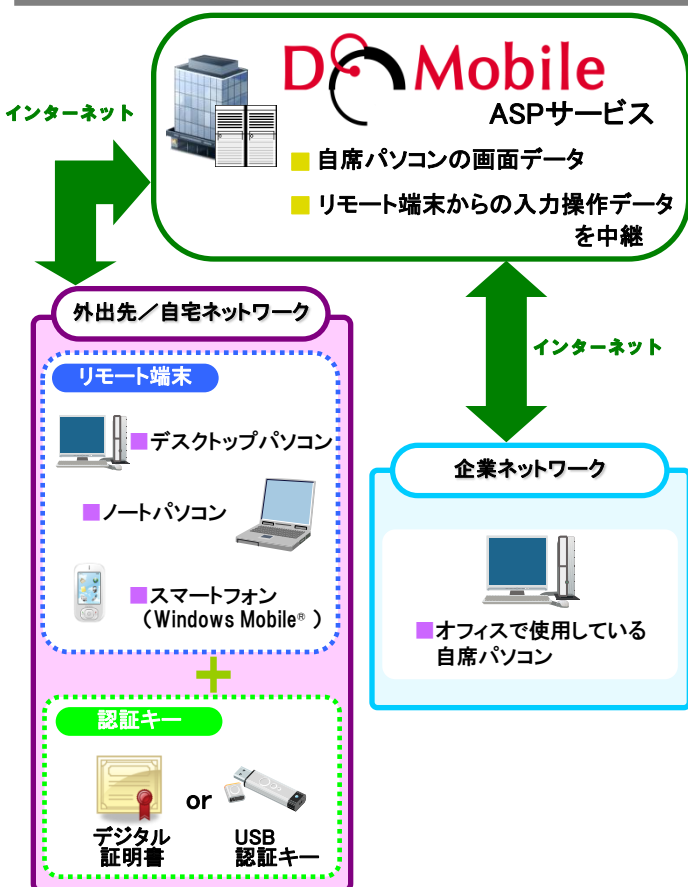 DoMobile
ASPサービス
インターネット
自席パソコンの画面データ
リモート端末からの入力操作データ
を中継
外出先／自宅ネットワーク
インターネット
リモート端末
デスクトップパソコン
ノートパソコン
スマートフォン
（Windows Mobile®）
企業ネットワーク
オフィスで使用している
自席パソコン
+
認証キー
or
デジタル
証明書
USB
認証キー